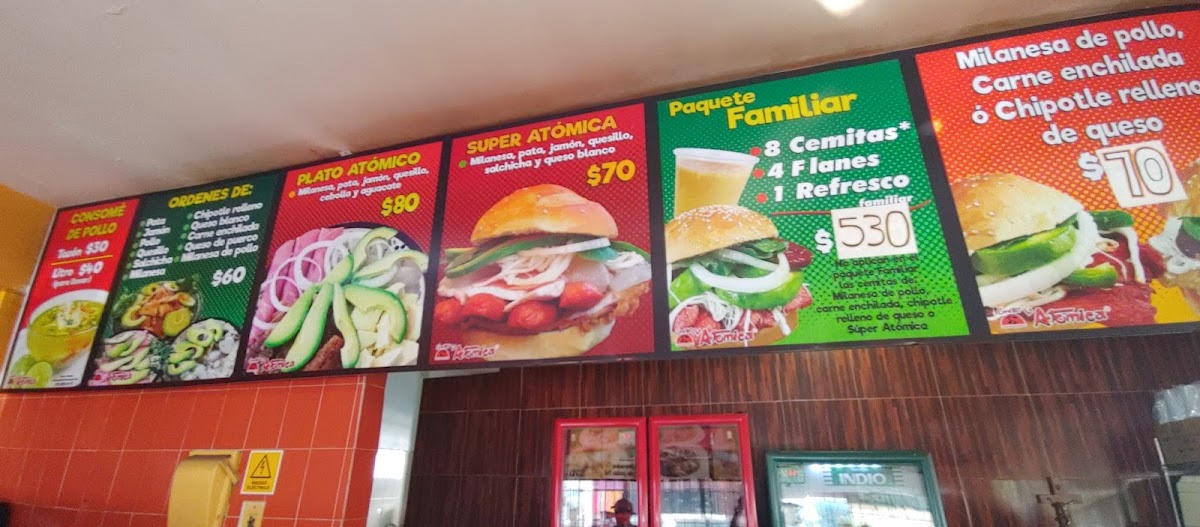 CONSOMÉ
DE POLLO
Tazón $30
Litro $40
(para llevar)
ORDENES DE:
Pata
Jamón
Pollo
Quesillo
Salchicha
Milanesa
Chipotle relleno
Queso blanco
Carne enchilada
Queso de puerco
Milanesa de pollo
$60
PLATO ATÓMICO
Milanesa, pata, jamón, quesillo,
cebolla y aguacate
$80
SUPER ATÓMICA
Milanesa, pata, jamón, quesillo,
salchicha y queso blanco
$70
Atómica
Paquete
Familiar
8 Cemitas*
4 Flanes
1 Refresco
familiar
$530
No aplican en el
paquete Familiar
las cemitas de:
Milanesa de pollo,
carne enchilada, chipotle
relleno de queso o
Súper Atómica
Atómica
Milanesa de pollo,
Carne enchilada
ó Chipotle relleno
de queso
$70
Atómica
INDIO